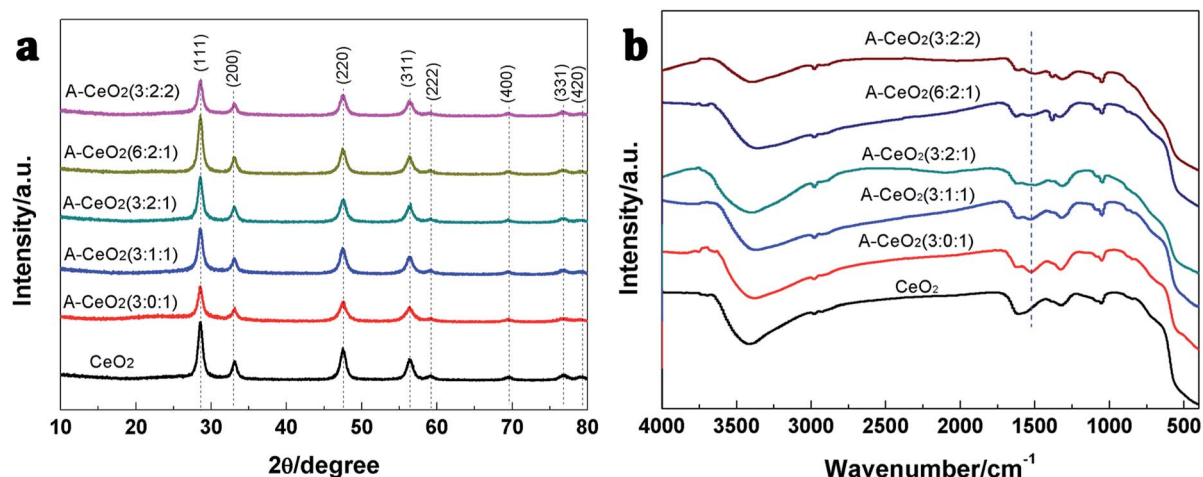 a
(111)
(200)
(220)
(311)
(222)
(400)
(331)
(420)
A-CeO2(3:2:2)
A-CeO2(6:2:1)
A-CeO2(3:2:1)
A-CeO2(3:1:1)
A-CeO2(3:0:1)
CeO2
Intensity/a.u.
10 20 30 40 50 60 70 80
2θ/degree
b
A-CeO2(3:2:2)
A-CeO2(6:2:1)
A-CeO2(3:2:1)
A-CeO2(3:1:1)
A-CeO2(3:0:1)
CeO2
Intensity/a.u.
4000 3500 3000 2500 2000 1500 1000 500
Wavenumber/cm-1